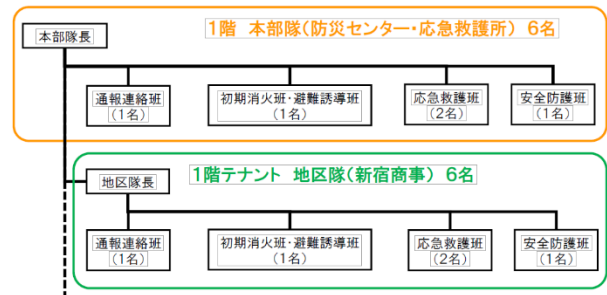 1階 本部隊(防災センター・応急救護所) 6名
本部隊長
通報連絡班
(1名)
初期消火班・避難誘導班
(1名)
応急救護班
(2名)
安全防護班
(1名)
1階テナント 地区隊(新宿商事) 6名
地区隊長
通報連絡班
(1名)
初期消火班・避難誘導班
(1名)
応急救護班
(2名)
安全防護班
(1名)